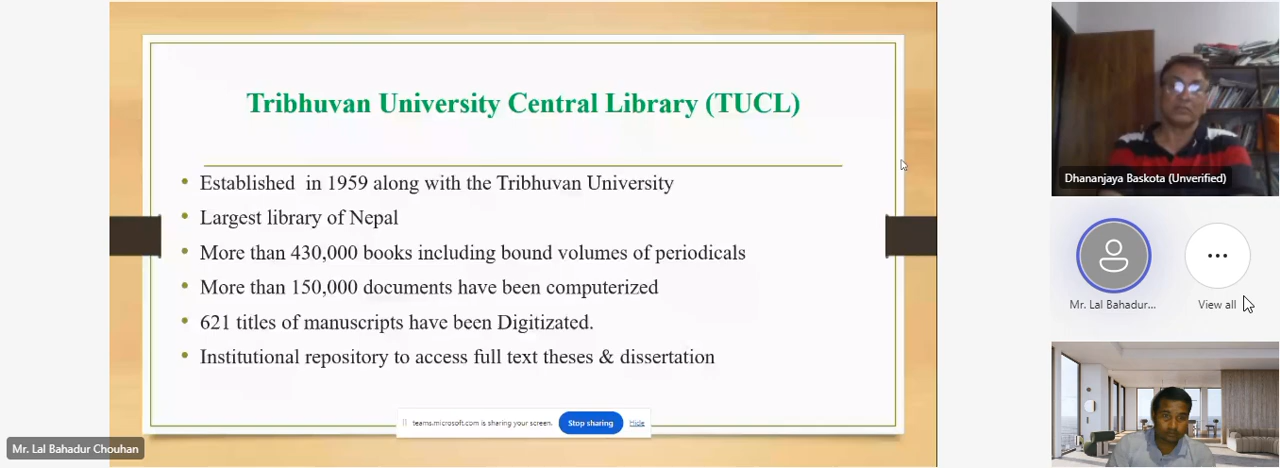 Tribhuvan University Central Library (TUCL)
• Established in 1959 along with the Tribhuvan University
• Largest library of Nepal
• More than 430,000 books including bound volumes of periodicals
• More than 150,000 documents have been computerized
• 621 titles of manuscripts have been Digitizated.
• Institutional repository to access full text theses & dissertation
teams.microsoft.com is sharing your screen. Stop sharing Hide
Mr. Lal Bahadur Chouhan
Dhananjaya Baskota (Unverified)
Mr. Lal Bahadur... View all